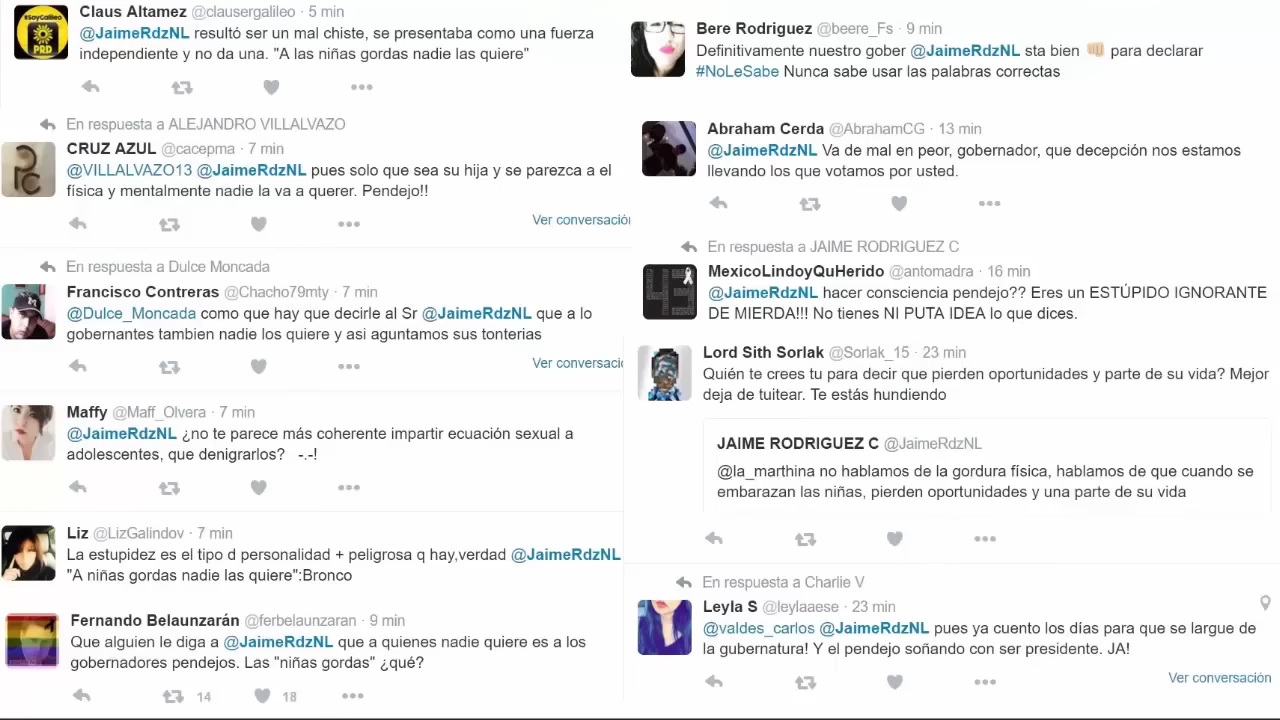 Claus Altamez @clausergalileo · 5 min
@JaimeRdzNL resultó ser un mal chiste, se presentaba como una fuerza
independiente y no da una. "A las niñas gordas nadie las quiere"
En respuesta a ALEJANDRO VILLALVAZO
CRUZ AZUL @cacepma · 7 min
@VILLALVAZO13 @JaimeRdzNL pues solo que sea su hija y se parezca a el
física y mentalmente nadie la va a querer. Pendejo!!
Ver conversación
En respuesta a Dulce Moncada
Francisco Contreras @Chacho79mty · 7 min
@Dulce_Moncada como que hay que decirle al Sr @JaimeRdzNL que a lo
gobernantes tambien nadie los quiere y asi aguntamos sus tonterias
Ver conversació
Maffy @Maff_Olvera · 7 min
@JaimeRdzNL ¿no te parece más coherente impartir ecuación sexual a
adolescentes, que denigrarlos? -.-!
Liz @LizGalindov · 7 min
La estupidez es el tipo d personalidad + peligrosa q hay,verdad @JaimeRdzNL
"A niñas gordas nadie las quiere":Bronco
Fernando Belaunzarán @ferbelaunzaran · 9 min
Que alguien le diga a @JaimeRdzNL que a quienes nadie quiere es a los
gobernadores pendejos. Las "niñas gordas" ¿qué?
14 18
Bere Rodriguez @beere_Fs · 9 min
Definitivamente nuestro gober @JaimeRdzNL sta bien 👊🏼 para declarar
#NoLeSabe Nunca sabe usar las palabras correctas
Abraham Cerda @AbrahamCG · 13 min
@JaimeRdzNL Va de mal en peor, gobernador, que decepción nos estamos
llevando los que votamos por usted.
En respuesta a JAIME RODRIGUEZ C
MexicoLindoyQuHerido @antomadra · 16 min
@JaimeRdzNL hacer consciencia pendejo?? Eres un ESTÚPIDO IGNORANTE
DE MIERDA!!! No tienes NI PUTA IDEA lo que dices.
Lord Sith Sorlak @Sorlak_15 · 23 min
Quién te crees tu para decir que pierden oportunidades y parte de su vida? Mejor
deja de tuitear. Te estás hundiendo
JAIME RODRIGUEZ C @JaimeRdzNL
@la_marthina no hablamos de la gordura física, hablamos de que cuando se
embarazan las niñas, pierden oportunidades y una parte de su vida
En respuesta a Charlie V
Leyla S @leylaaese · 23 min
@valdes_carlos @JaimeRdzNL pues ya cuento los días para que se largue de
la gubernatura! Y el pendejo soñando con ser presidente. JA!
Ver conversación
#SoyGalileo
PRD